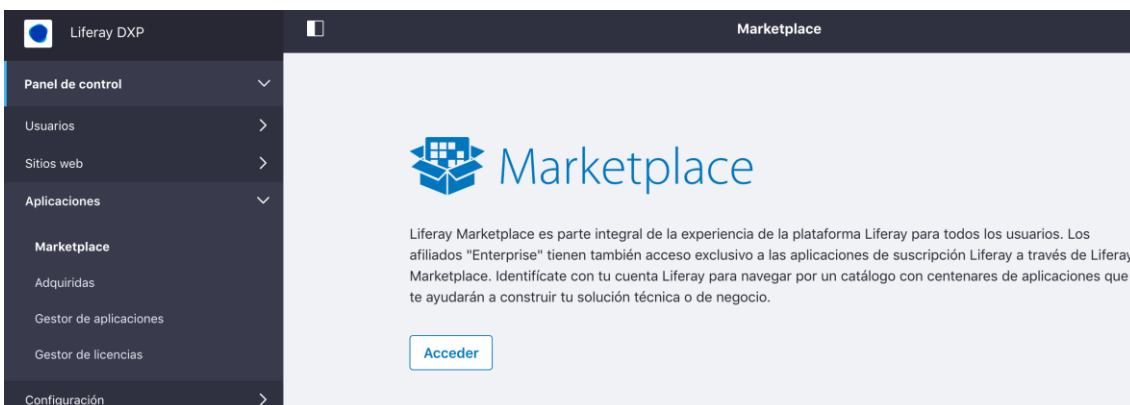 Liferay DXP
Marketplace
Panel de control
Usuarios
Sitios web
Aplicaciones
Marketplace
Adquiridas
Gestor de aplicaciones
Gestor de licencias
Configuración
Marketplace
Liferay Marketplace es parte integral de la experiencia de la plataforma Liferay para todos los usuarios. Los
afiliados "Enterprise" tienen también acceso exclusivo a las aplicaciones de suscripción Liferay a través de Liferay
Marketplace. Identifícate con tu cuenta Liferay para navegar por un catálogo con centenares de aplicaciones que
te ayudarán a construir tu solución técnica o de negocio.
Acceder